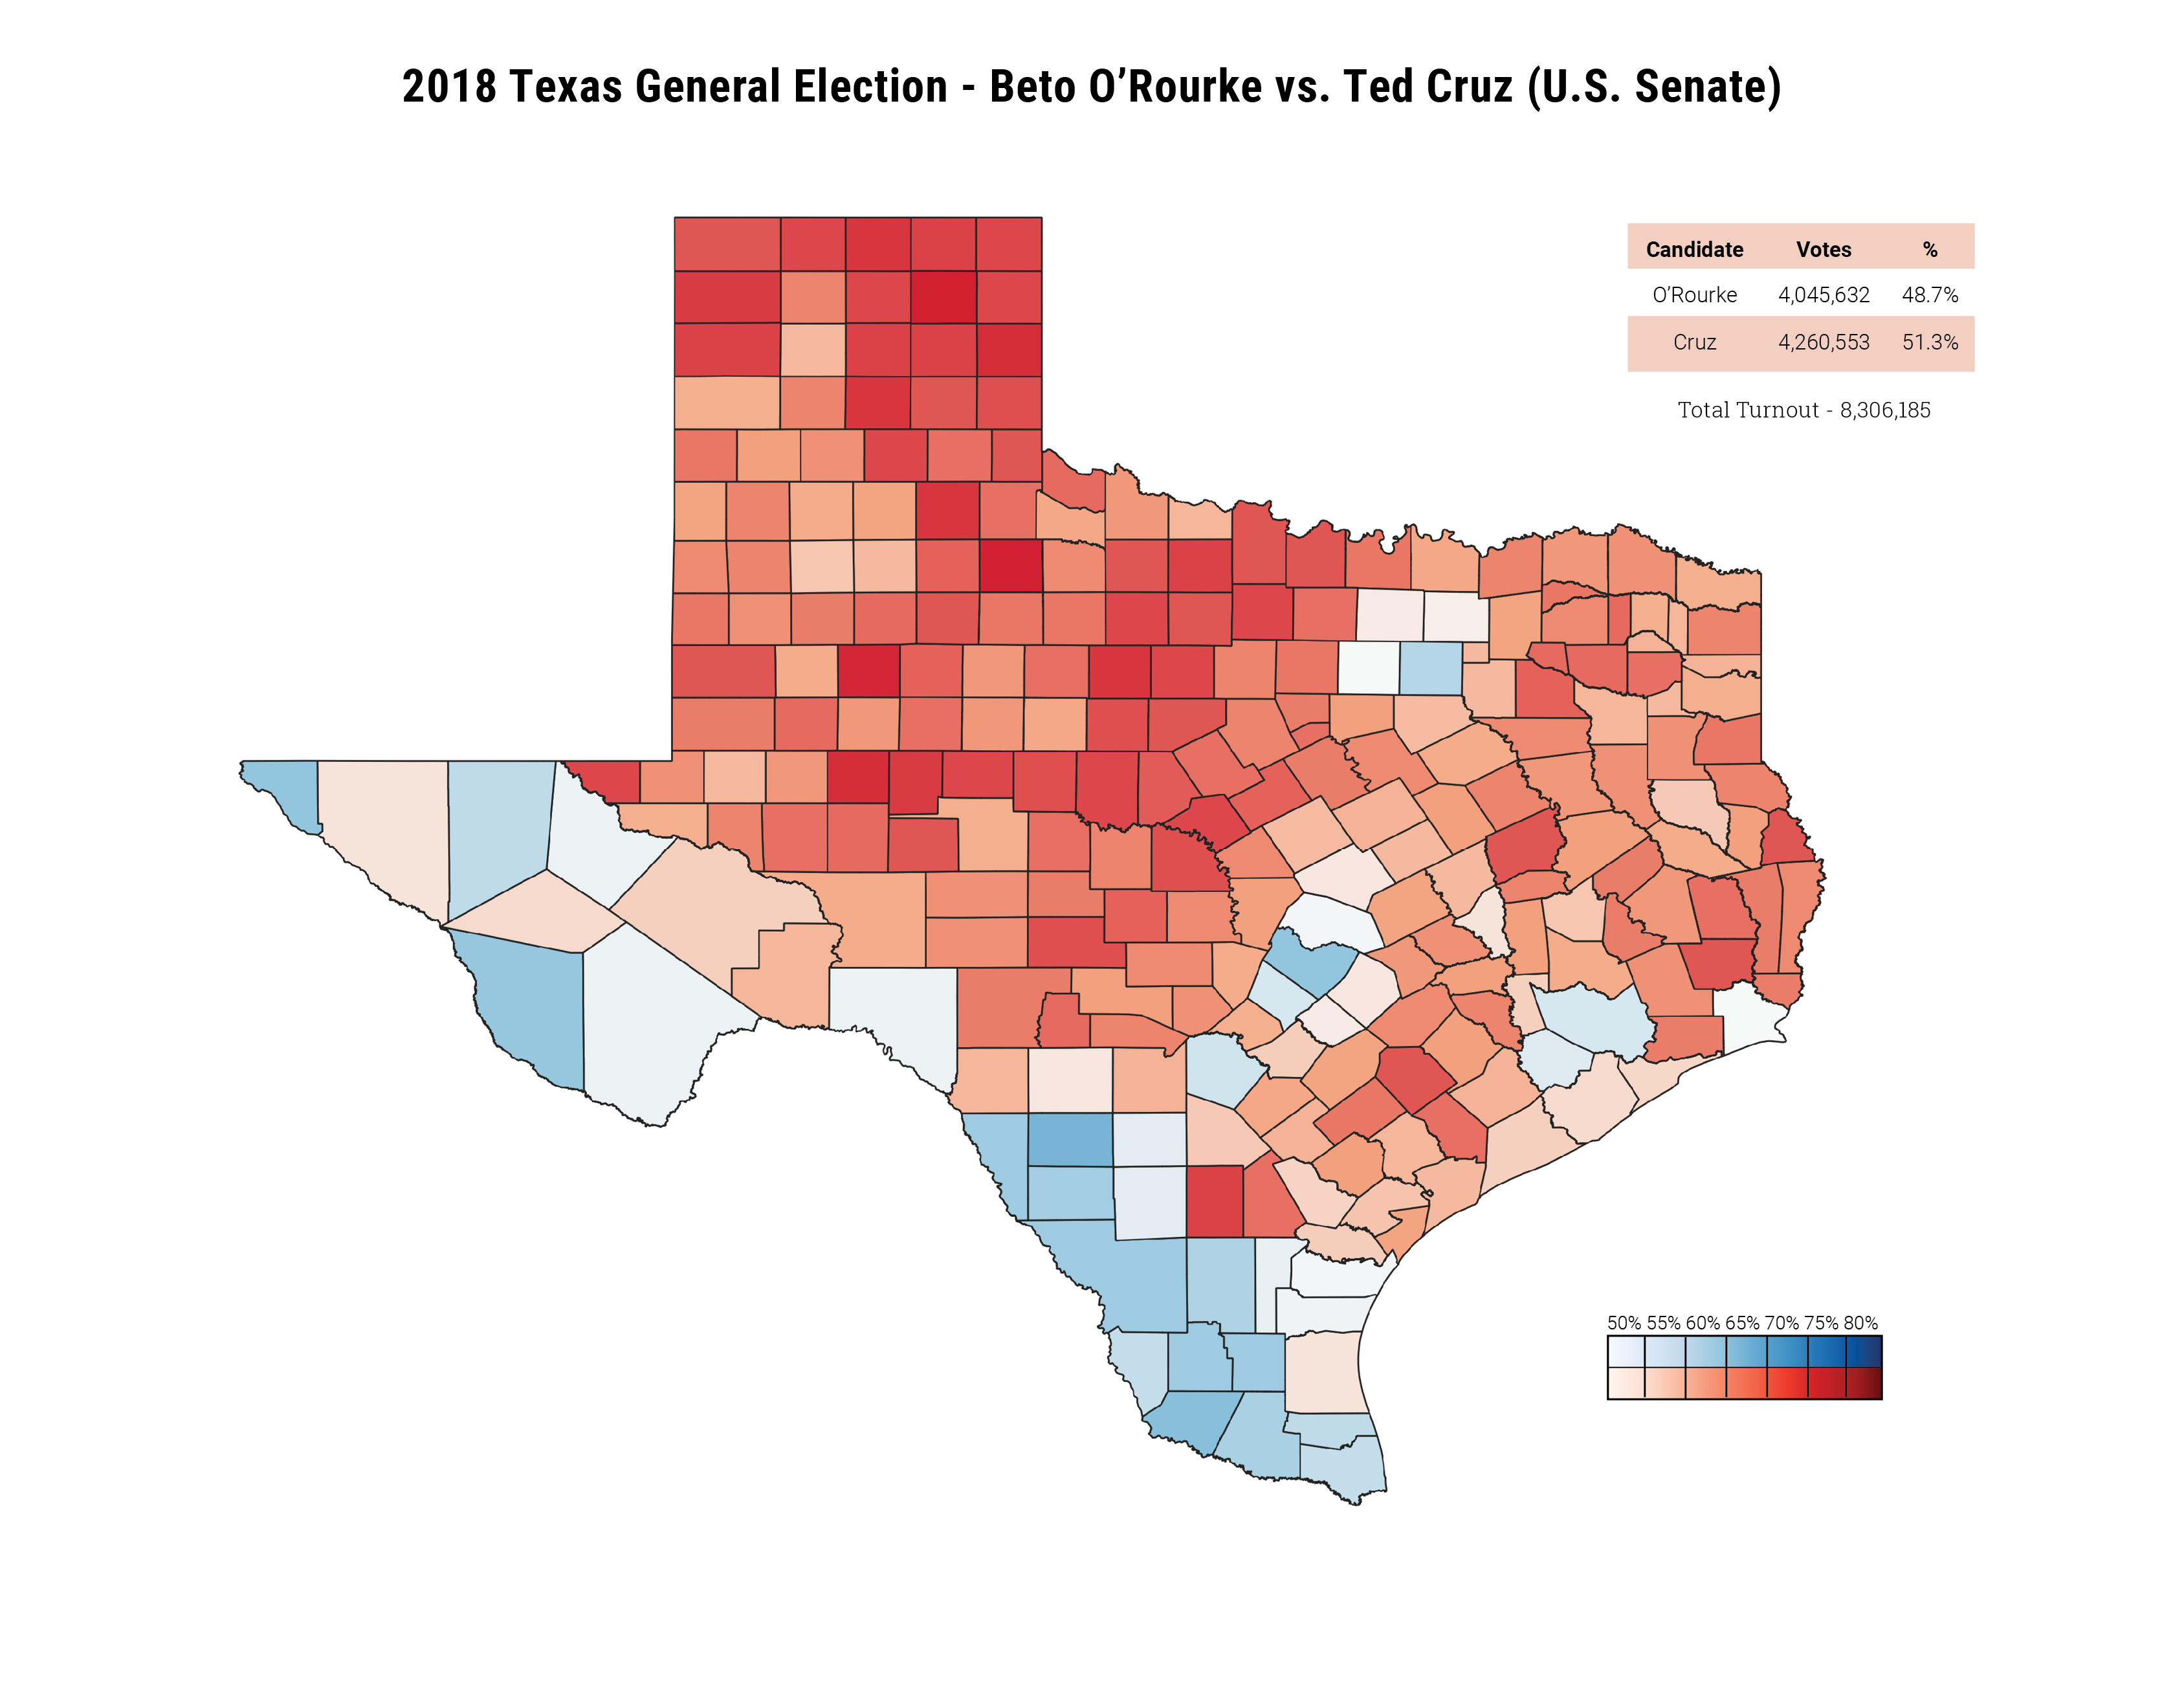 2018 Texas General Election - Beto O’Rourke vs. Ted Cruz (U.S. Senate)
Candidate Votes %
O’Rourke 4,045,632 48.7%
Cruz 4,260,553 51.3%
Total Turnout - 8,306,185
50% 55% 60% 65% 70% 75% 80%